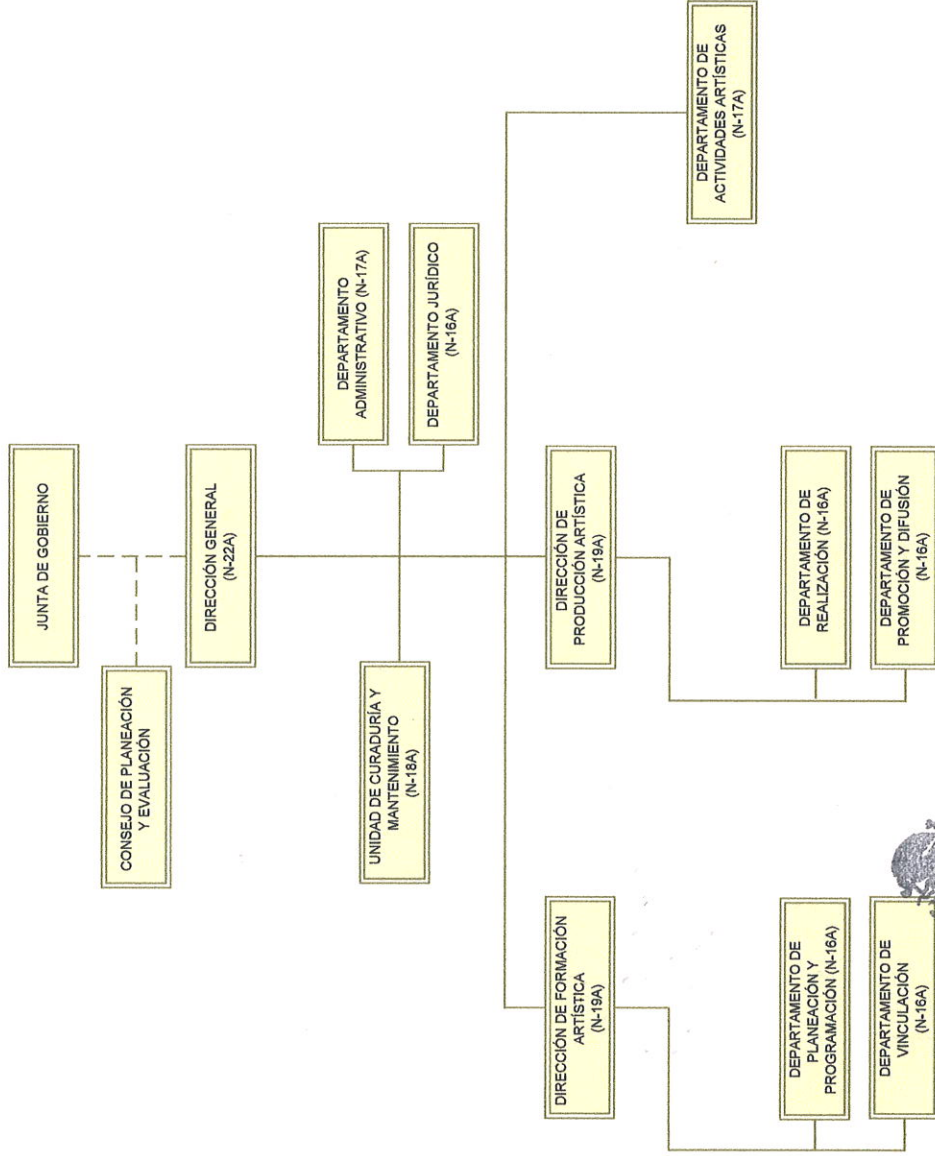 JUNTA DE GOBIERNO
CONSEJO DE PLANEACIÓN
Y EVALUACIÓN
DIRECCIÓN GENERAL
(N-22A)
DEPARTAMENTO
ADMINISTRATIVO (N-17A)
UNIDAD DE CURADURÍA Y
MANTENIMIENTO
(N-18A)
DEPARTAMENTO JURÍDICO
(N-16A)
DIRECCIÓN DE FORMACIÓN
ARTÍSTICA
(N-19A)
DIRECCIÓN DE
PRODUCCIÓN ARTÍSTICA
(N-19A)
DEPARTAMENTO DE
ACTIVIDADES ARTÍSTICAS
(N-17A)
DEPARTAMENTO DE
PLANEACIÓN Y
PROGRAMACIÓN (N-16A)
DEPARTAMENTO DE
REALIZACIÓN (N-16A)
DEPARTAMENTO DE
VINCULACIÓN
(N-16A)
DEPARTAMENTO DE
PROMOCIÓN Y DIFUSIÓN
(N-16A)